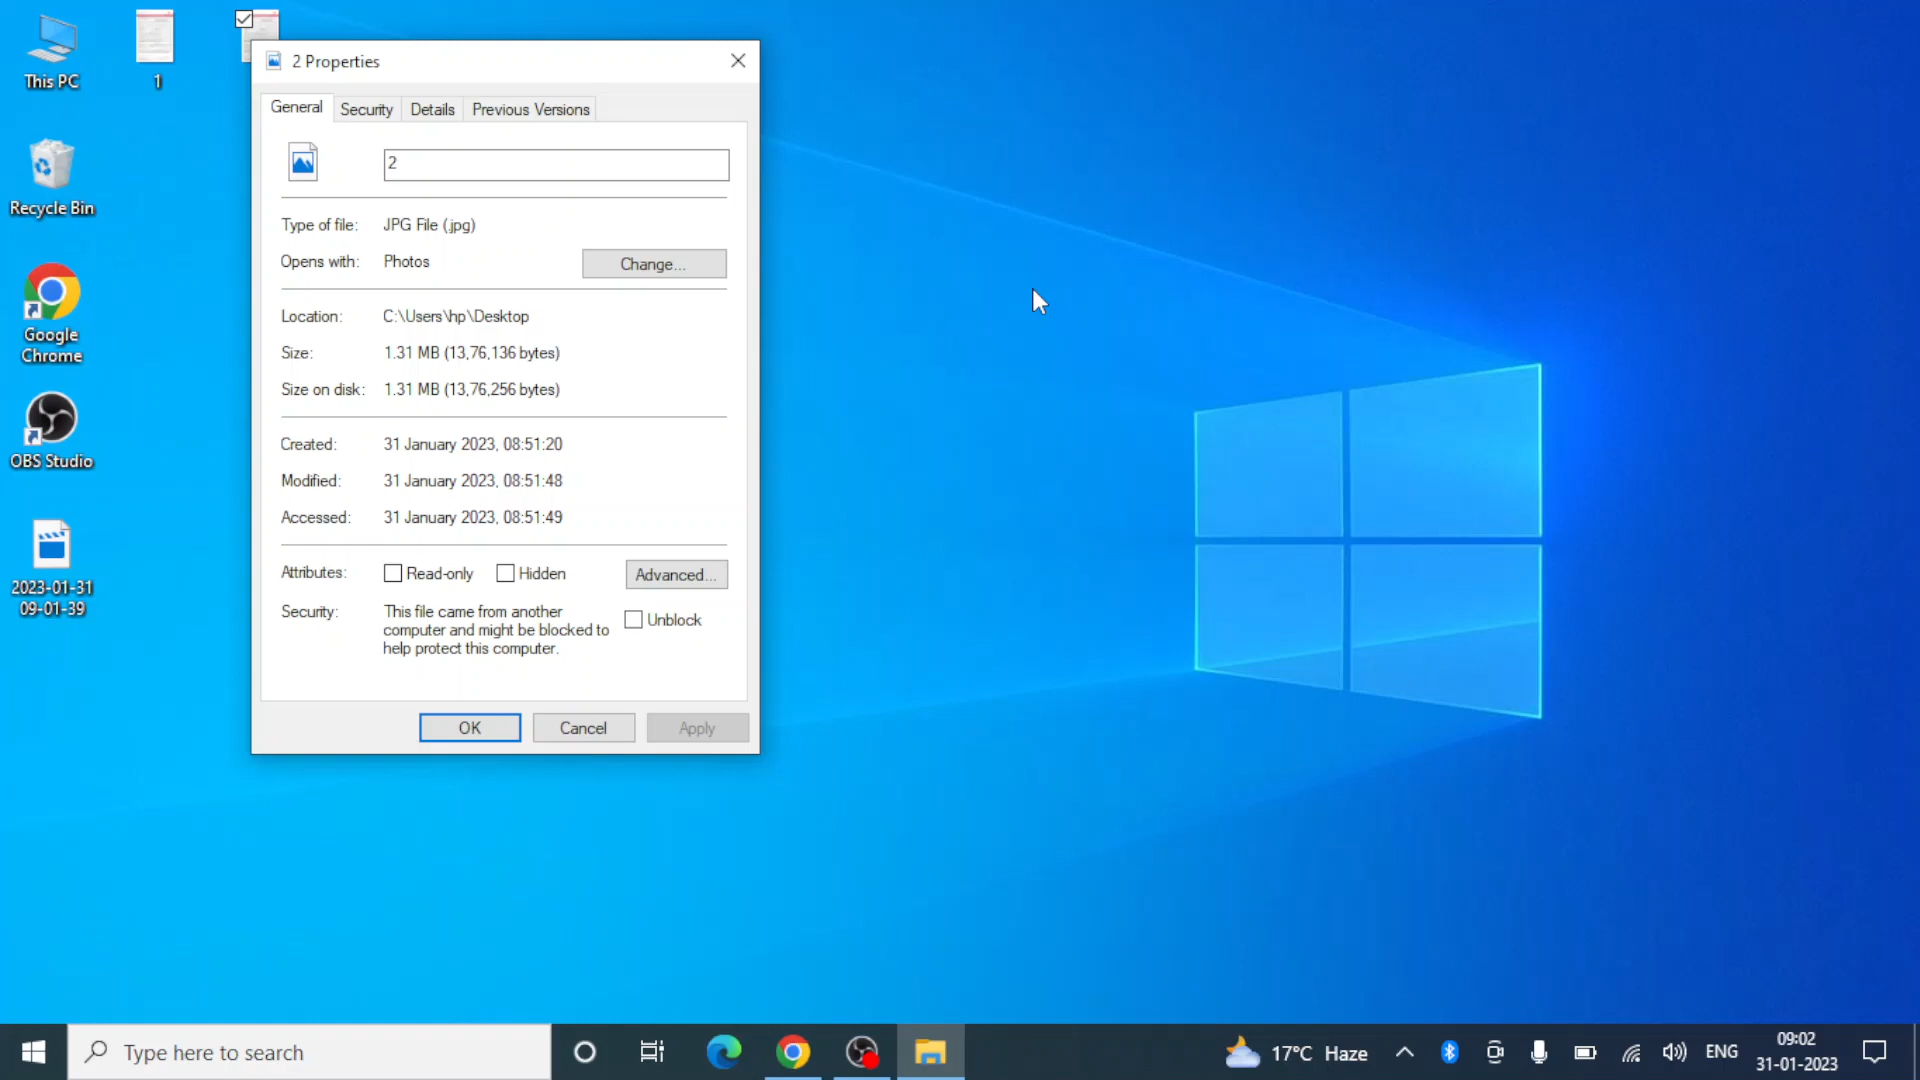 This PC
1
Recycle Bin
Google
Chrome
OBS Studio
2023-01-31
09-01-39
2 Properties
General
Security
Details
Previous Versions
2
Type of file: JPG File (.jpg)
Opens with: Photos
Change...
Location: C:\Users\hp\Desktop
Size: 1.31 MB (13,76,136 bytes)
Size on disk: 1.31 MB (13,76,256 bytes)
Created: 31 January 2023, 08:51:20
Modified: 31 January 2023, 08:51:48
Accessed: 31 January 2023, 08:51:49
Attributes: Read-only Hidden Advanced...
Security: This file came from another
computer and might be blocked to
help protect this computer.
Unblock
OK
Cancel
Apply
Type here to search
17°C Haze
ENG
09:02
31-01-2023